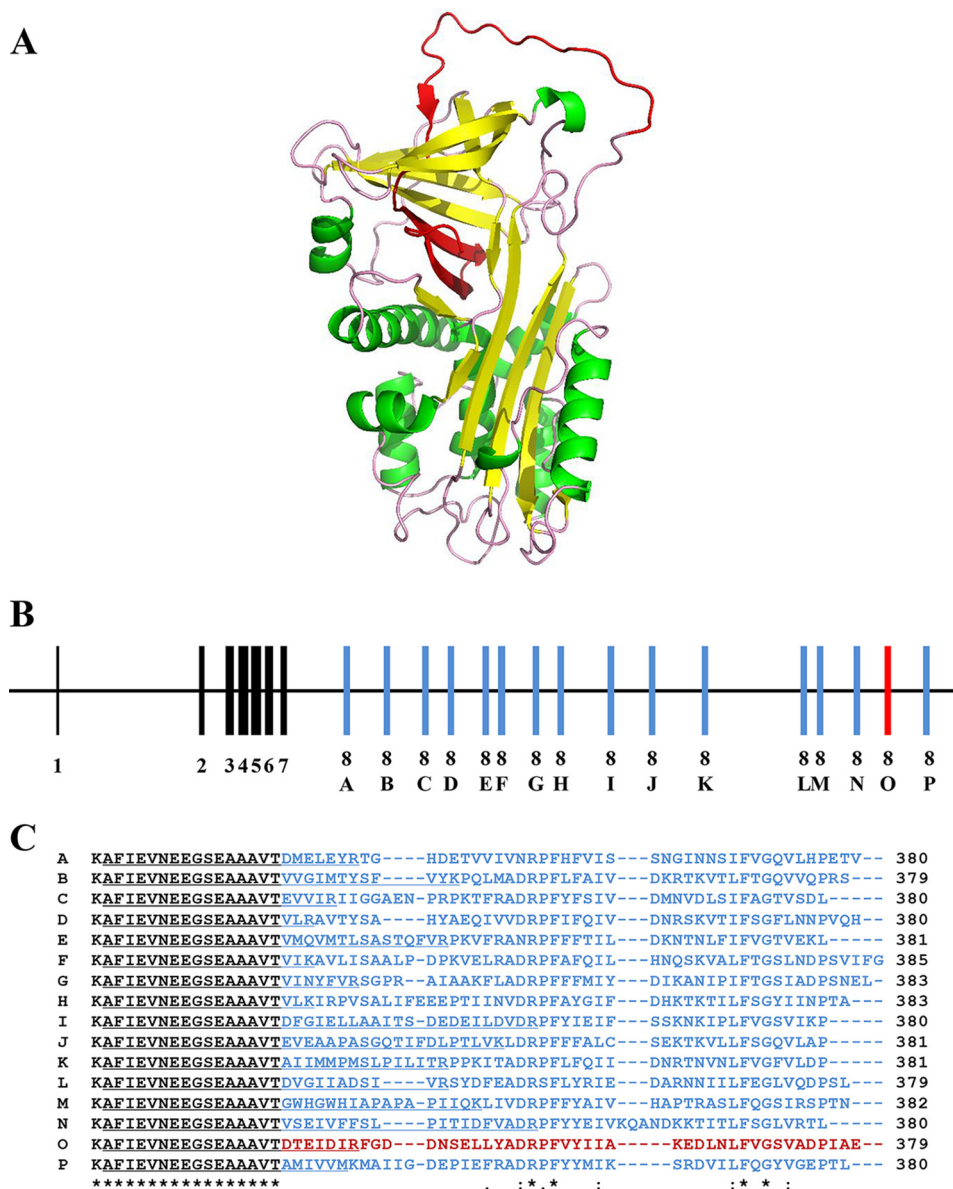 A
B
1 2 3 4 5 6 7 8 8 8 8 8 8 8 8 8 8 8 8 8 8 8 8
A B C D E F G H I J K L M N O P
C
A KAFIEVNEEGSEAAAVTDMELEYRTG----HDETVVIVNRPFHFVIS---SNGINNSIFVGQVLHPETV-- 380
B KAFIEVNEEGSEAAAVTVVGIMTYSF----VYKPQLMADRPFLFAIV---DKRTKVTLFTGQVVQPRS--- 379
C KAFIEVNEEGSEAAAVTEVVIRIIGGAEN-PRPKTFRADRPFYFSIV---DMNVDLSIFAGTVSDL----- 380
D KAFIEVNEEGSEAAAVTVLRAVTYSA----HYAEQIVVDRPFIFQIV---DNRSKVTIFSGFLNNPVQH-- 380
E KAFIEVNEEGSEAAAVTVMQVMTLSASTQFVRPKVFRANRPFFFTIL---DKNTNLFIFVGTVEKL----- 381
F KAFIEVNEEGSEAAAVTVIKAVLISAALP-DPKVELRADRPFAFQIL---HNQSKVALFTGSLNDPSVIFG 385
G KAFIEVNEEGSEAAAVTVINYFVRSGPR-AIAAKFLADRPFFFMIY---DIKANIPIFTGSIADPSNEL- 383
H KAFIEVNEEGSEAAAVTVLKIRPVSALIFEEEPTIINVDRPFAYGIF---DHKTKTILFSGYIINPTA--- 383
I KAFIEVNEEGSEAAAVTDFGIELLAAITS-DEDEILDVDRPFYIEIF---SSKNKIPLFVGVIKP------ 380
J KAFIEVNEEGSEAAAVTEVEAAPASGQTIFDLPTLVKLDRPFFFALC---SEKTKVLLFSGQVLAP----- 381
K KAFIEVNEEGSEAAAVTAIIMMPMSLPILITRPPKITADRPFLFQII---DNRTNVNLFVGFVLDP----- 381
L KAFIEVNEEGSEAAAVTDVGIIADSI----VRSYDFEADRSFLYRIE---DARNNIILFEGLVQDPSL--- 379
M KAFIEVNEEGSEAAAVTGWHGWHIAPAPA-PIIQKLIVDRPFFYAIV---HAPTRASLFQGSIRSPTN--- 382
N KAFIEVNEEGSEAAAVTVSEIVFFSL----PITIDFVADRPFYYEIVKQANDKKTKTLFSGLVRTL----- 380
O KAFIEVNEEGSEAAAVTDTEIDIRFGD---DNSELLYADRPFVYIIA-----KEDLNLFVGSVADPIAE-- 379
P KAFIEVNEEGSEAAAVTAMIVVMKMAIIG-DEPIEFRADRPFYYMIK-----SRDVILFQGYVGEPTL--- 380
***************** . :*.* : :* * :